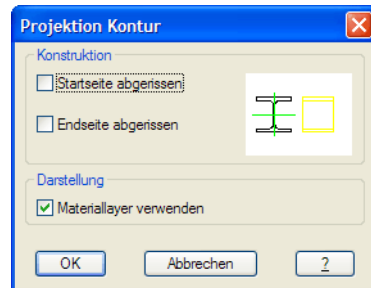 Projektion Kontur
Konstruktion
Startseite abgerissen
Endseite abgerissen
Darstellung
Materiallayer verwenden
OK
Abbrechen
?